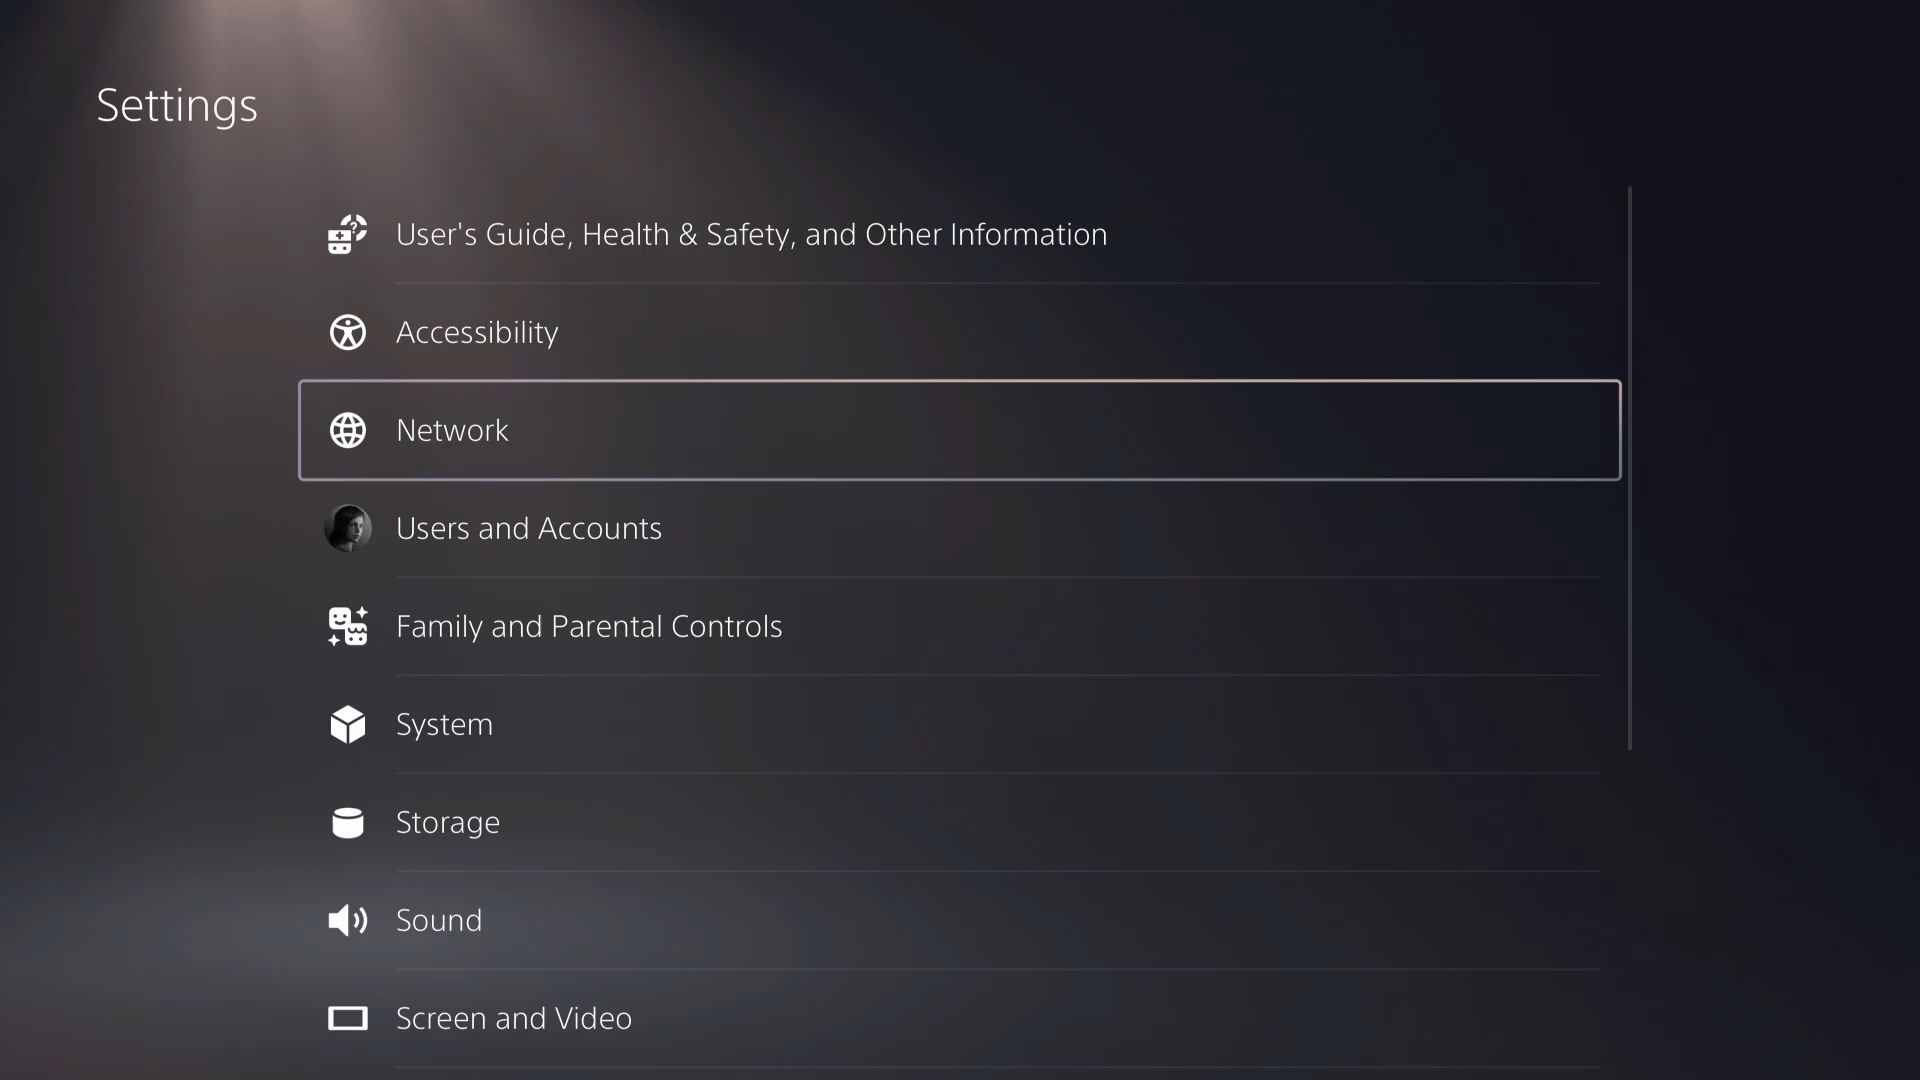 Settings
User's Guide, Health & Safety, and Other Information
Accessibility
Network
Users and Accounts
Family and Parental Controls
System
Storage
Sound
Screen and Video